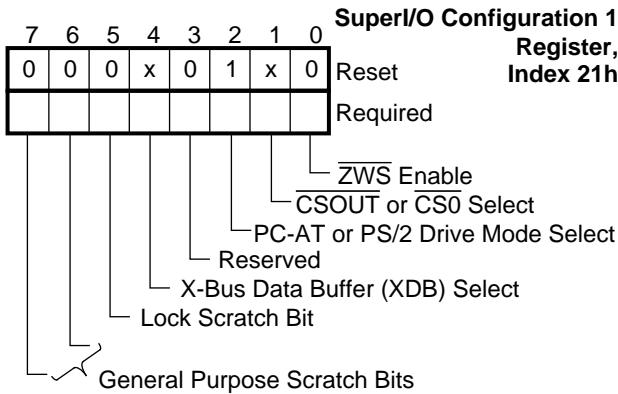 SuperI/O Configuration 1
Register,
Index 21h
7 6 5 4 3 2 1 0
0 0 0 x 0 1 x 0 Reset
Required
ZWS Enable
CSOUT or CS0 Select
PC-AT or PS/2 Drive Mode Select
Reserved
X-Bus Data Buffer (XDB) Select
Lock Scratch Bit
General Purpose Scratch Bits